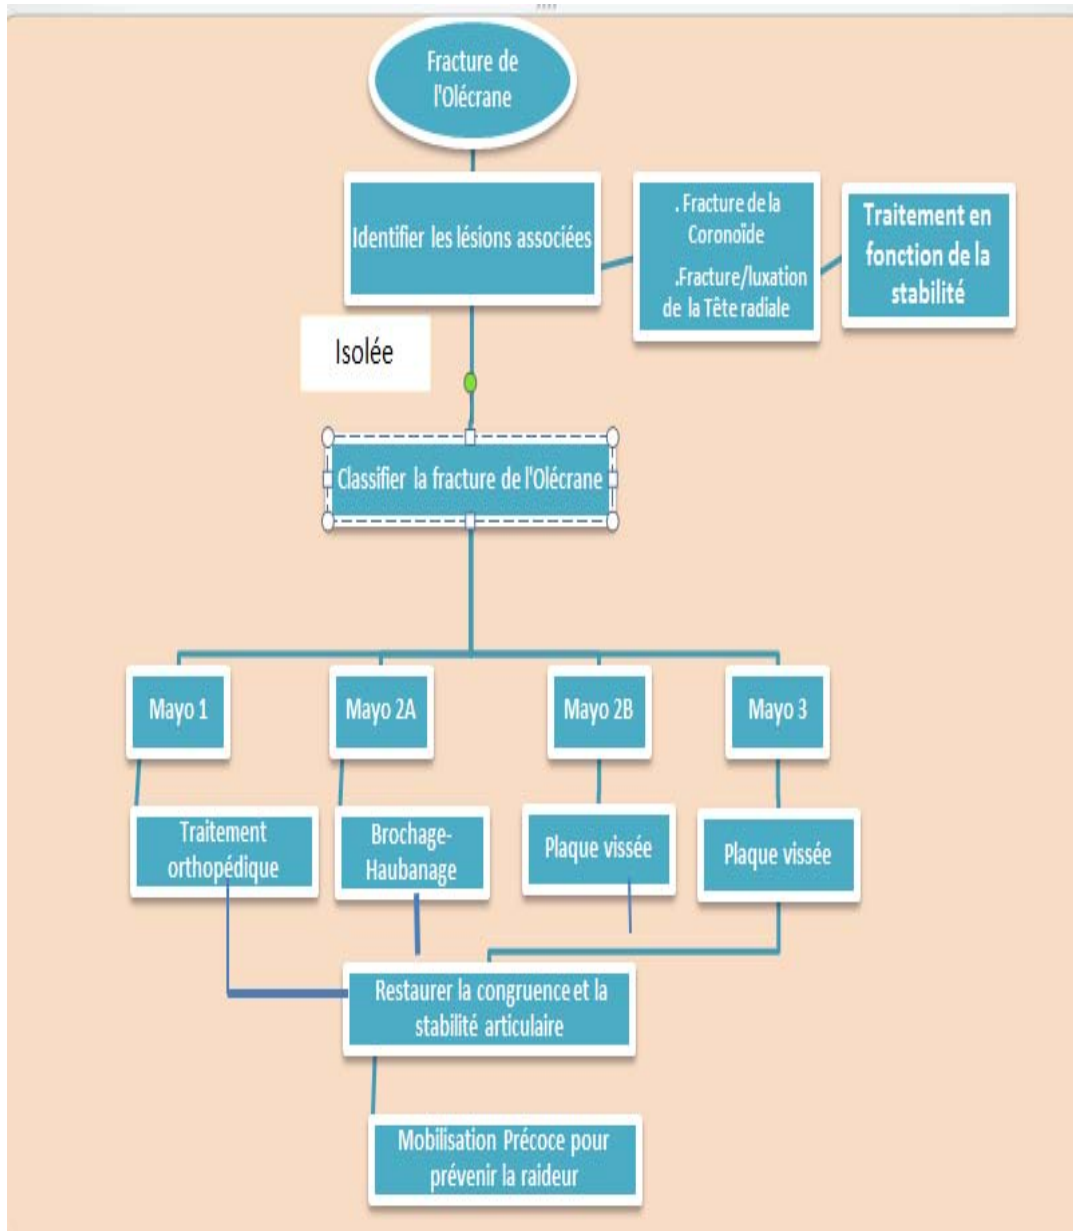 Fracture de
l'Olécrane
Identifier les lésions associées
. Fracture de la
Coronoïde
.Fracture/luxation
de la Tête radiale
Traitement en
fonction de la
stabilité
Isolée
Classifier la fracture de l'Olécrane
Mayo 1
Mayo 2A
Mayo 2B
Mayo 3
Traitement
orthopédique
Brochage-
Haubanage
Plaque vissée
Plaque vissée
Restaurer la congruence et la
stabilité articulaire
Mobilisation Précoce pour
prévenir la raideur